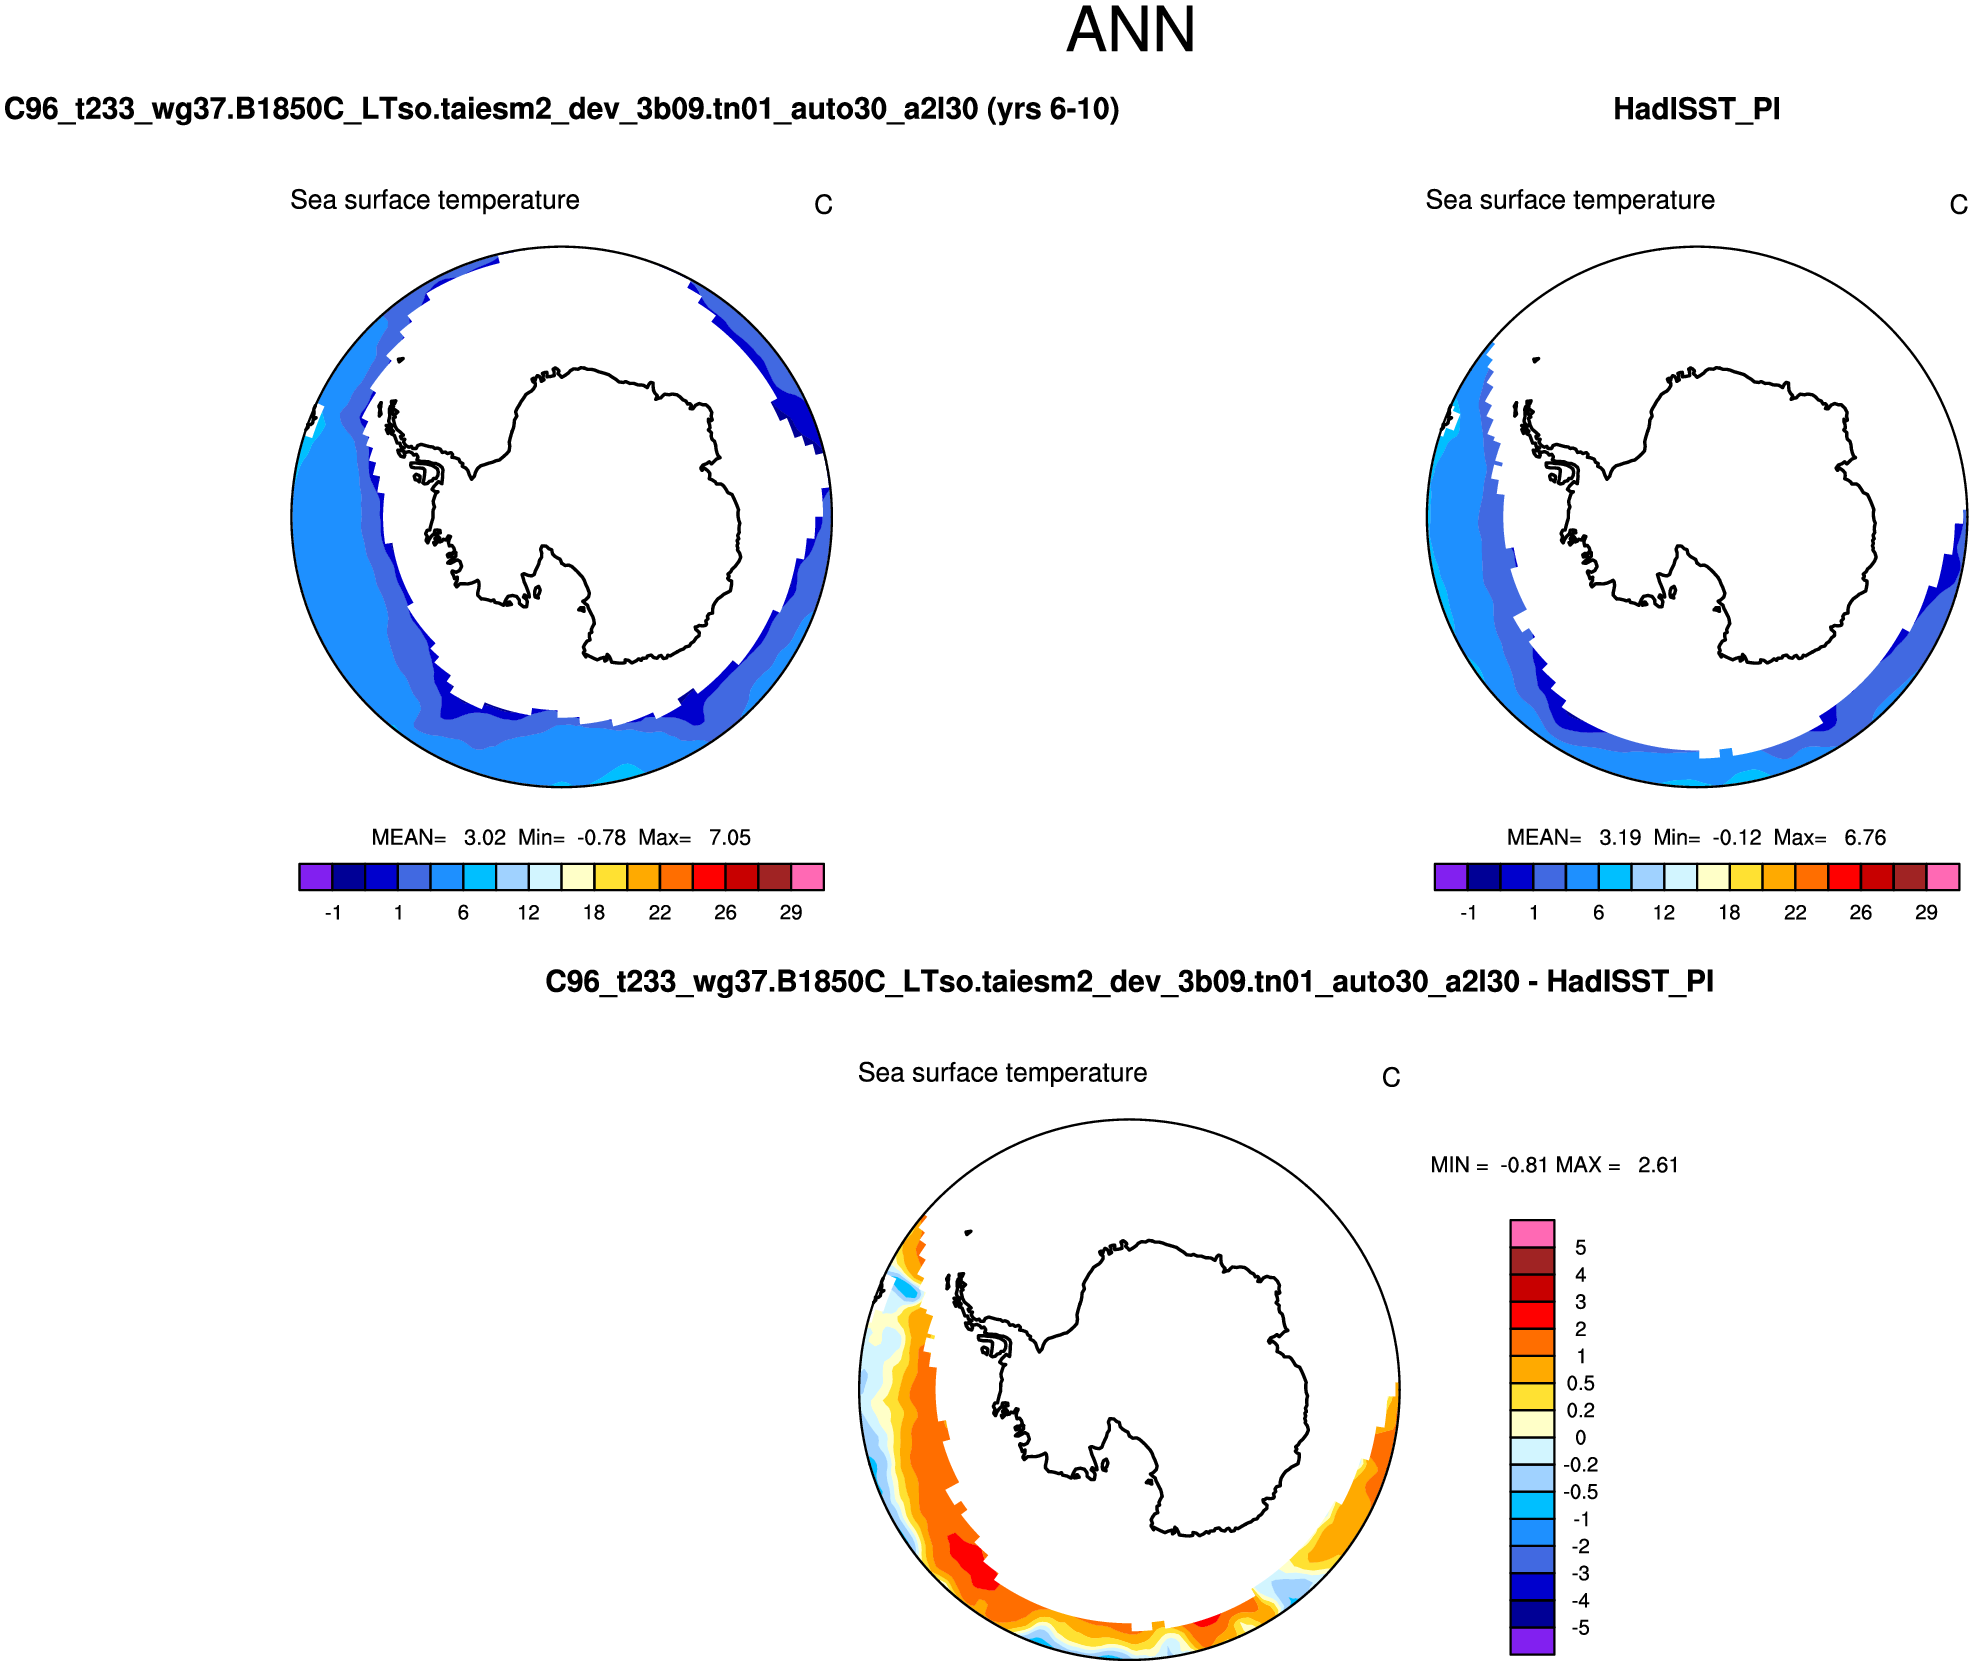 ANN
C96_t233_wg37.B1850C_LTso.taiesm2_dev_3b09.tn01_auto30_a2l30 (yrs 6-10)
HadISST_PI
Sea surface temperature C
Sea surface temperature C
MEAN= 3.02 Min= -0.78 Max= 7.05
MEAN= 3.19 Min= -0.12 Max= 6.76
-1 1 6 12 18 22 26 29
-1 1 6 12 18 22 26 29
C96_t233_wg37.B1850C_LTso.taiesm2_dev_3b09.tn01_auto30_a2l30 - HadISST_PI
Sea surface temperature C
MIN = -0.81 MAX = 2.61
5
4
3
2
1
0.5
0.2
0
-0.2
-0.5
-1
-2
-3
-4
-5